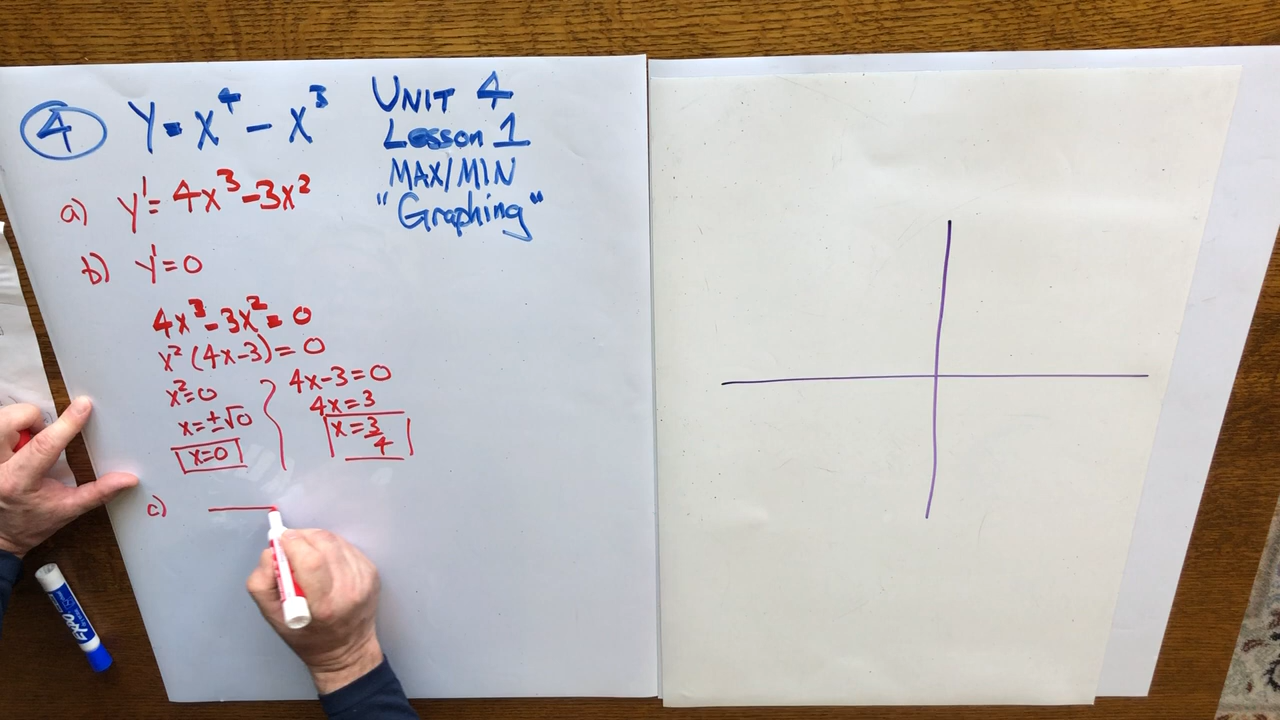 ④ Y=X⁴-X³
UNIT 4
Lesson 1
MAX/MIN
"Graphing"
a) y'=4x³-3x²
b) y'=0
4x³-3x²=0
x²(4x-3)=0
x²=0
x=±√0
x=0
4x-3=0
4x=3
x=3/4
c)
EXPO